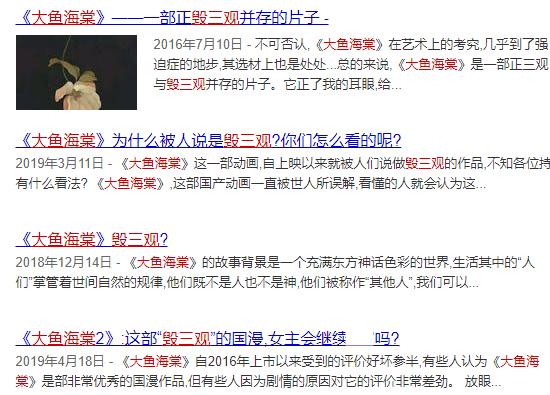 《大鱼海棠》——一部正毁三观并存的片子 -
2016年7月10日 - 不可否认,《大鱼海棠》在艺术上的考究,几乎到了强
迫症的地步,其选材上也是处处...总的来说,《大鱼海棠》是一部正三观
与毁三观并存的片子。它正了我的耳眼,给...
《大鱼海棠》为什么被人说是毁三观?你们怎么看的呢?
2019年3月11日 - 《大鱼海棠》这一部动画,自上映以来就被人们说做毁三观的作品,不知各位持
有什么看法? 《大鱼海棠》,这部国产动画一直被世人所误解,看懂的人就会认为这...
《大鱼海棠》毁三观?
2018年12月14日 - 《大鱼海棠》的故事背景是一个充满东方神话色彩的世界,生活其中的“人
们”掌管着世间自然的规律,他们既不是人也不是神,他们被称作“其他人”,我们可以...
《大鱼海棠2》:这部“毁三观”的国漫,女主会继续 吗?
2019年4月18日 - 《大鱼海棠》自2016年上市以来受到的评价好坏参半,有些人认为《大鱼海
棠》是部非常优秀的国漫作品,但有些人因为剧情的原因对它的评价非常差劲。 放眼...